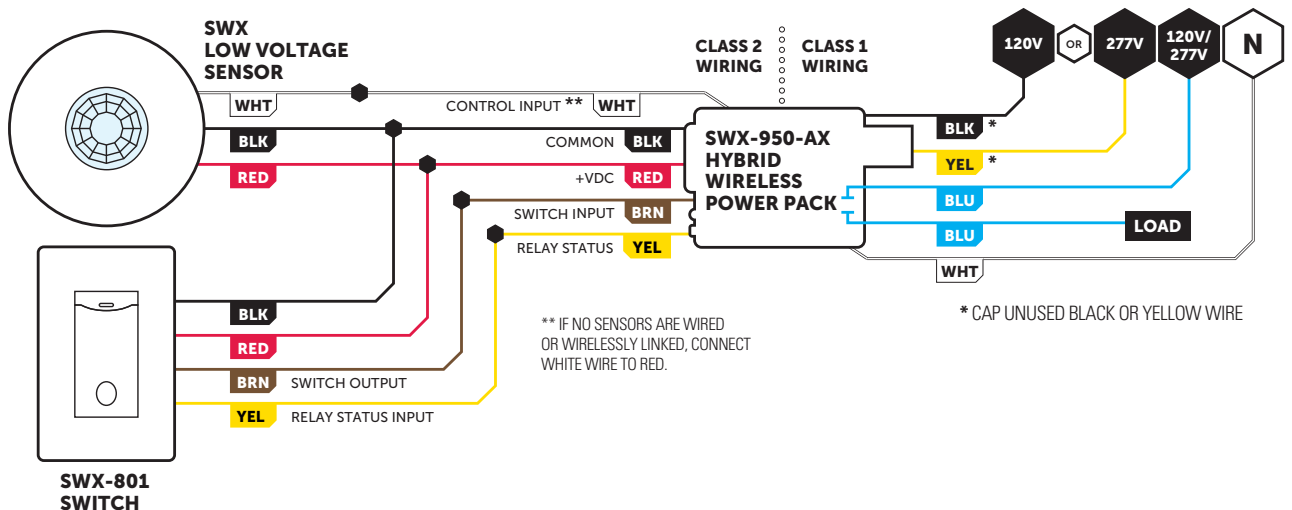 SWX
LOW VOLTAGE
SENSOR
CLASS 2
WIRING
CLASS 1
WIRING
120V
OR
277V
120V/
277V
N
WHT
CONTROL INPUT **
WHT
BLK
COMMON
BLK
RED
+VDC
RED
SWITCH INPUT
BRN
RELAY STATUS
YEL
SWX-950-AX
HYBRID
WIRELESS
POWER PACK
BLK *
YEL *
BLU
BLU
LOAD
WHT
* CAP UNUSED BLACK OR YELLOW WIRE
** IF NO SENSORS ARE WIRED
OR WIRELESSLY LINKED, CONNECT
WHITE WIRE TO RED.
BLK
RED
BRN
SWITCH OUTPUT
YEL
RELAY STATUS INPUT
SWX-801
SWITCH